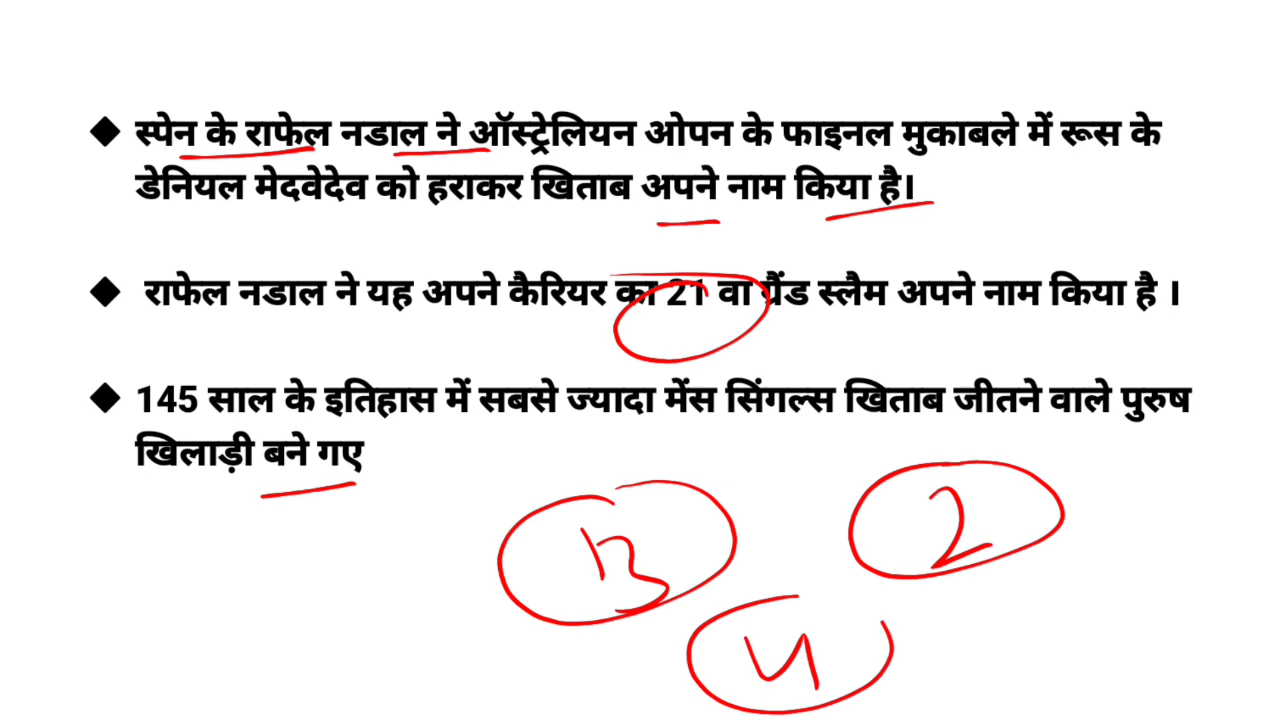 ◆ स्पेन के राफेल नडाल ने ऑस्ट्रेलियन ओपन के फाइनल मुकाबले में रूस के
डेनियल मेदवेदेव को हराकर खिताब अपने नाम किया है।
◆ राफेल नडाल ने यह अपने कैरियर का 21 वा ग्रैंड स्लैम अपने नाम किया है ।
◆ 145 साल के इतिहास में सबसे ज्यादा मेंस सिंगल्स खिताब जीतने वाले पुरुष
खिलाड़ी बने गए
13
2
4